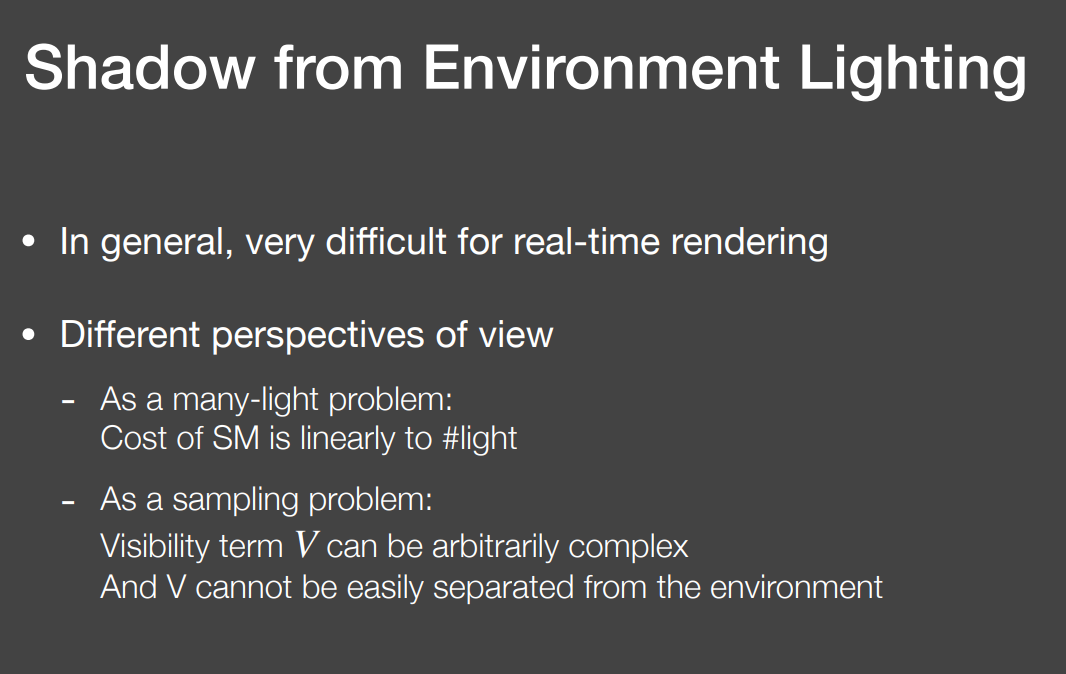 Shadow from Environment Lighting
• In general, very difficult for real-time rendering
• Different perspectives of view
- As a many-light problem:
Cost of SM is linearly to #light
- As a sampling problem:
Visibility term V can be arbitrarily complex
And V cannot be easily separated from the environment